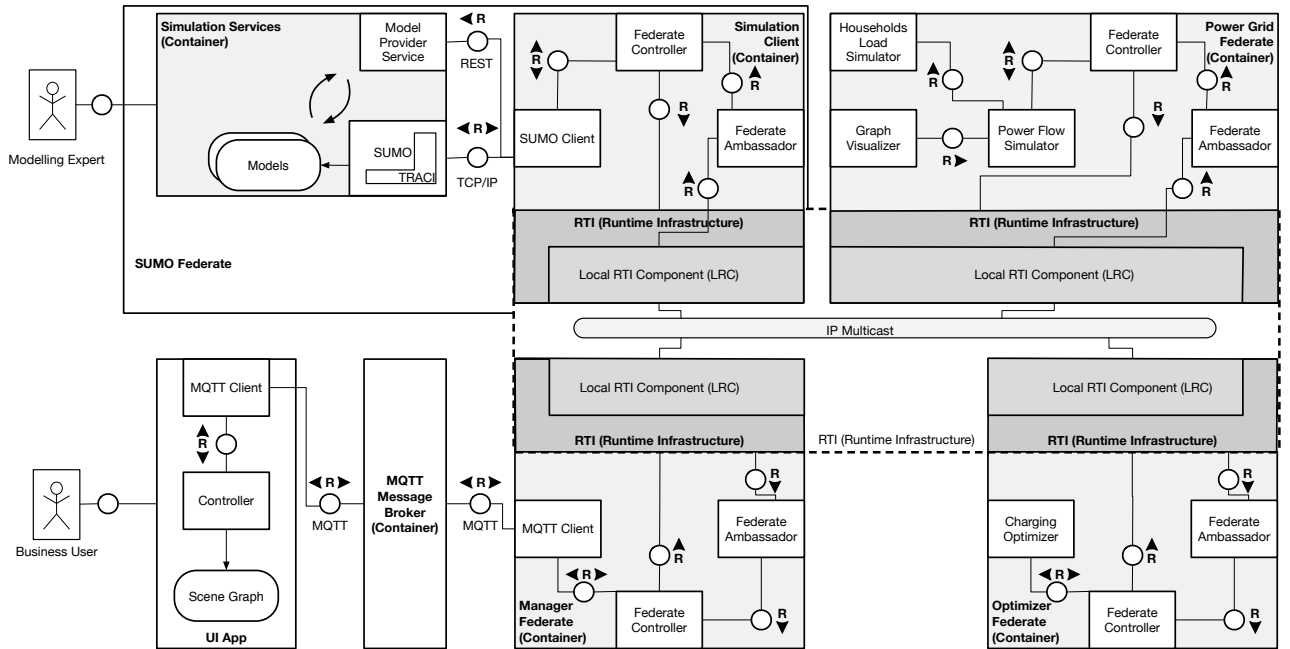 Simulation Services
(Container)
Model
Provider
Service
R
REST
Models
SUMO
TRACI
R
TCP/IP
Modelling Expert
SUMO Federate
Simulation
Client
(Container)
Federate
Controller
R
R
R
SUMO Client
Federate
Ambassador
R
RTI (Runtime Infrastructure)
Local RTI Component (LRC)
Power Grid
Federate
(Container)
Households
Load
Simulator
Federate
Controller
R
R
R
R
Graph
Visualizer
R
Power Flow
Simulator
Federate
Ambassador
R
RTI (Runtime Infrastructure)
Local RTI Component (LRC)
IP Multicast
Local RTI Component (LRC)
RTI (Runtime Infrastructure)
RTI (Runtime Infrastructure)
Local RTI Component (LRC)
RTI (Runtime Infrastructure)
Business User
MQTT Client
R
Controller
Scene Graph
UI App
R
MQTT
MQTT
Message
Broker
(Container)
R
MQTT
MQTT Client
R
R
R
Federate
Ambassador
Federate
Controller
R
Manager
Federate
(Container)
Charging
Optimizer
R
R
R
Federate
Ambassador
Federate
Controller
R
Optimizer
Federate
(Container)